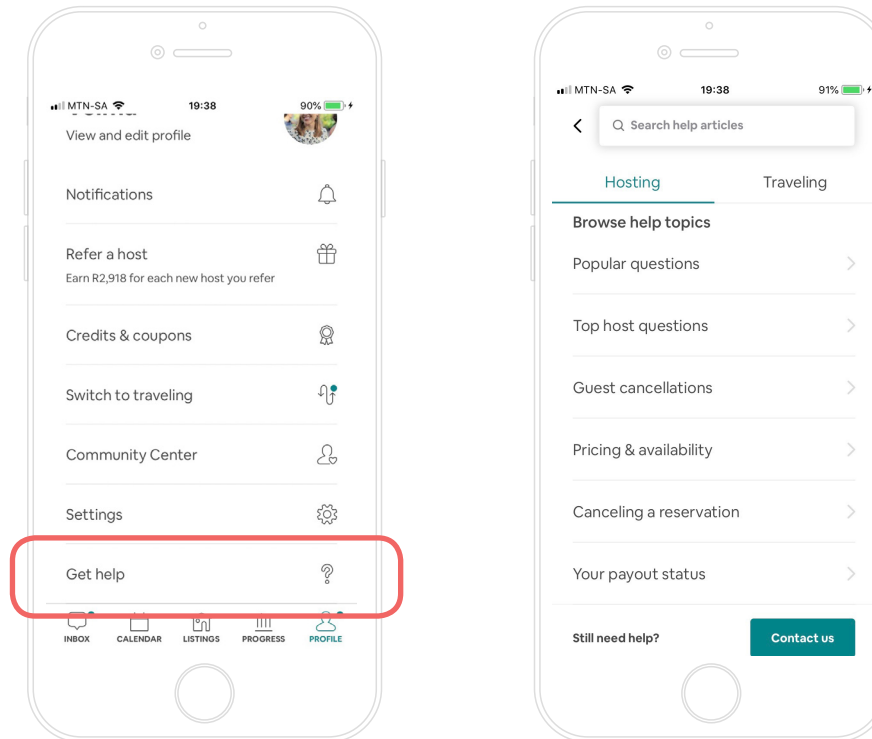 MTN-SA 19:38 90%
View and edit profile
Notifications
Refer a host
Earn R2,918 for each new host you refer
Credits & coupons
Switch to traveling
Community Center
Settings
Get help
INBOX CALENDAR LISTINGS PROGRESS PROFILE
MTN-SA 19:38 91%
Search help articles
Hosting Traveling
Browse help topics
Popular questions
Top host questions
Guest cancellations
Pricing & availability
Canceling a reservation
Your payout status
Still need help? Contact us